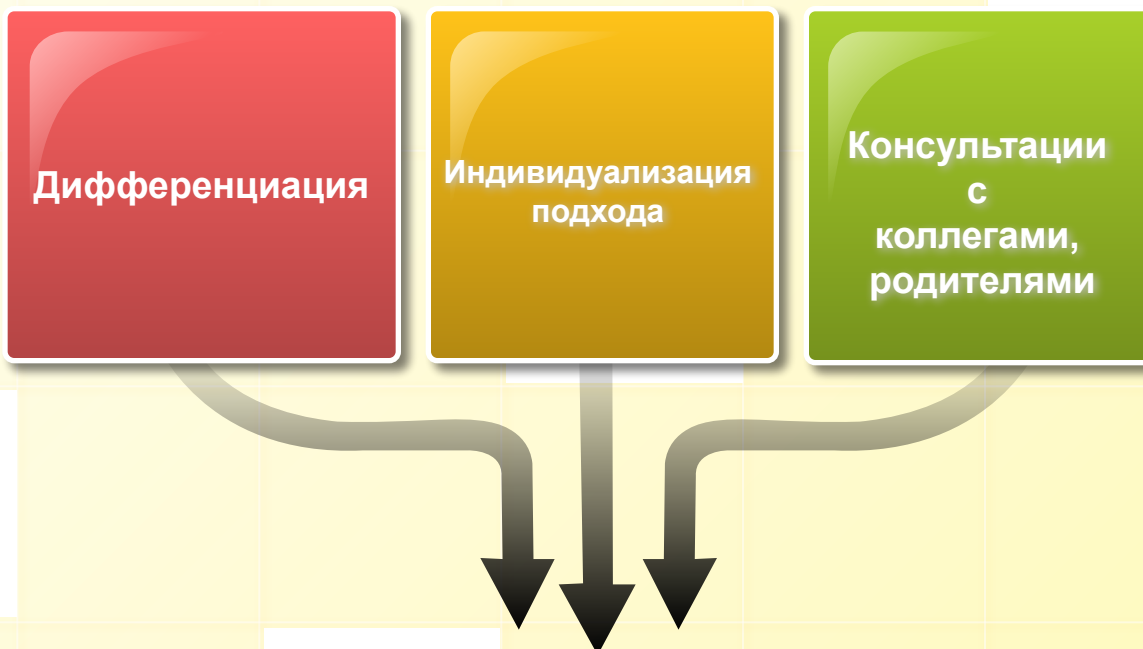 Дифференциация
Индивидуализация
подхода
Консультации
с
коллегами,
родителями